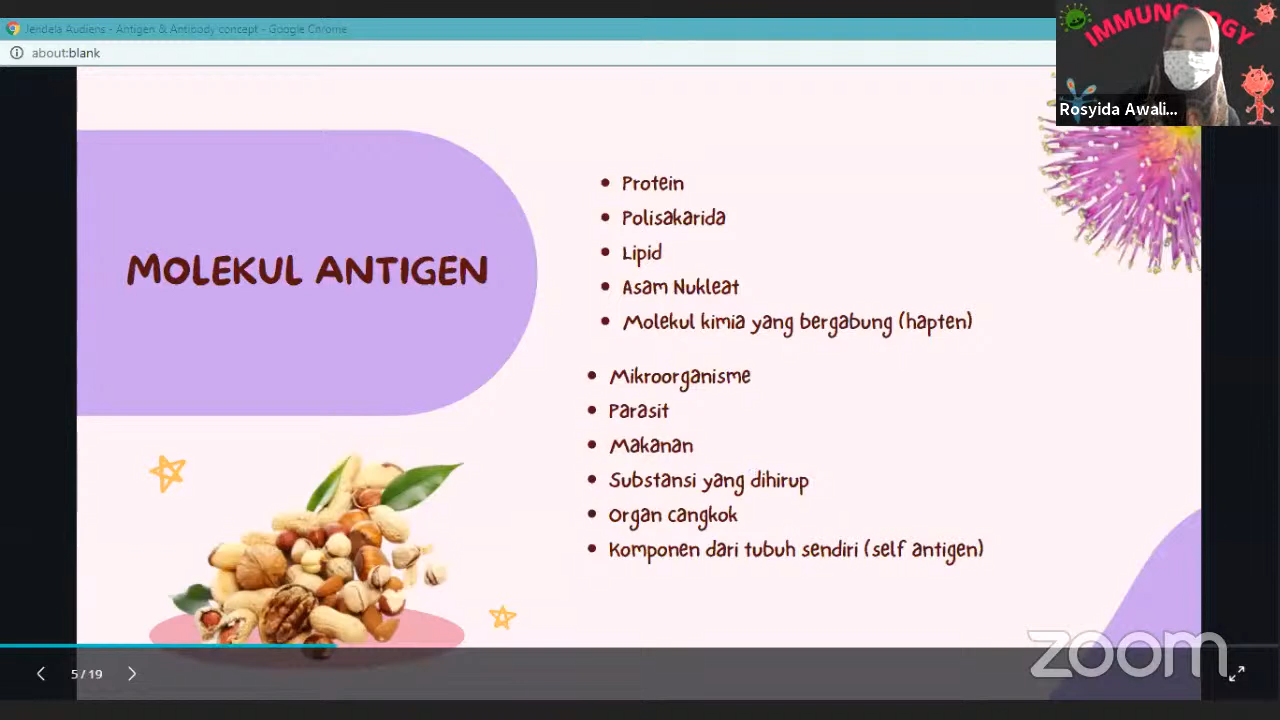 Jendela Audiens - Antigen & Antibody concept - Google Chrome
about:blank
IMMUNOLOGY
Rosyida Awali...
MOLEKUL ANTIGEN
• Protein
• Polisakarida
• Lipid
• Asam Nukleat
• Molekul kimia yang bergabung (hapten)
• Mikroorganisme
• Parasit
• Makanan
• Substansi yang dihirup
• Organ cangkok
• Komponen dari tubuh sendiri (self antigen)
5 / 19
zoom